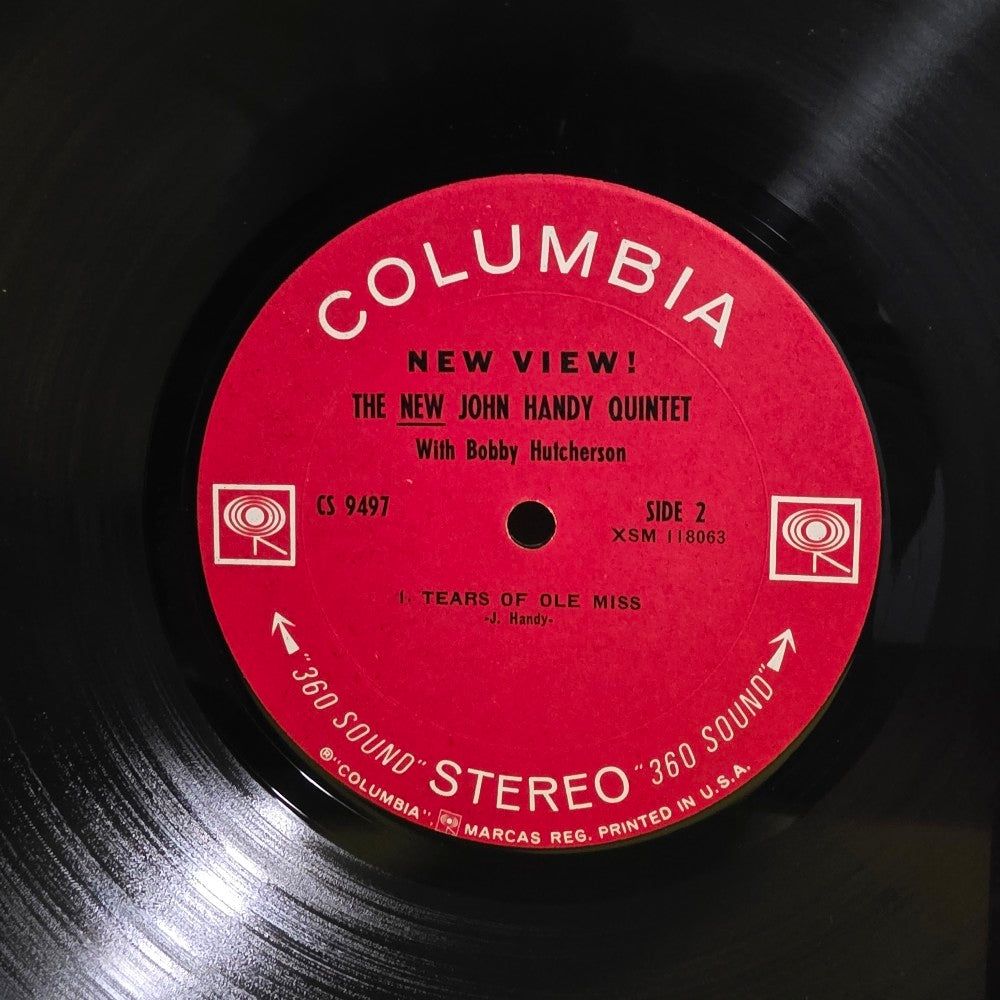 COLUMBIA
NEW VIEW!
THE NEW JOHN HANDY QUINTET
With Bobby Hutcherson
CS 9497
SIDE 2
XSM 118063
1. TEARS OF OLE MISS
-J. Handy-
"360 SOUND" STEREO "360 SOUND"
® "COLUMBIA", MARCAS REG. PRINTED IN U.S.A.